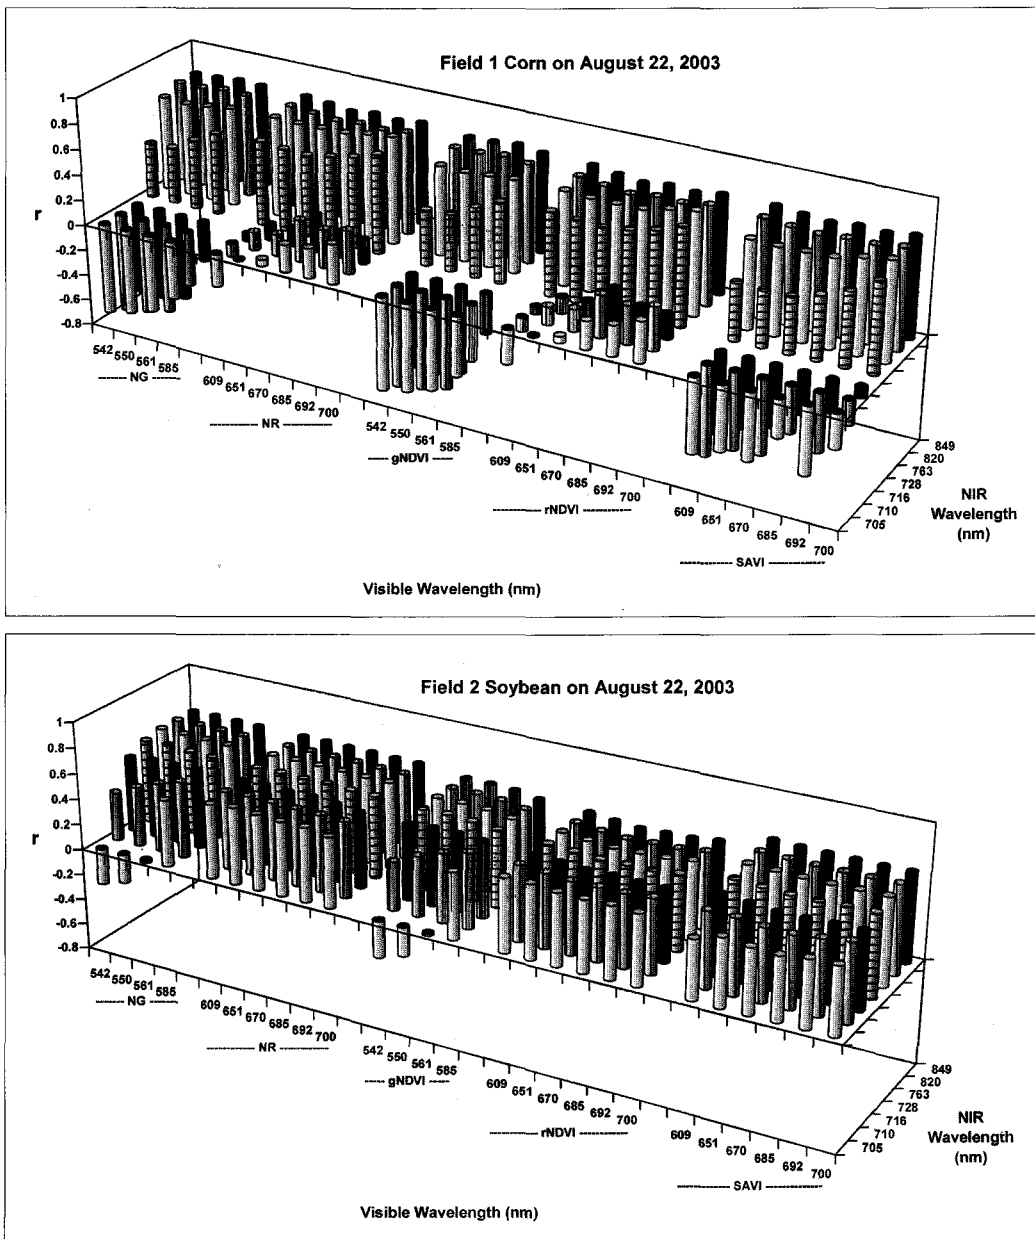 Field 1 Corn on August 22, 2003
1
0.8
0.6
0.4
0.2
0
-0.2
-0.4
-0.6
-0.8
r
542 550 561 585 609 651 670 685 692 700 542 550 561 585 609 651 670 685 692 700 609 651 670 685 692 700
------ NG ------
------------ NR ------------
---- gNDVI ----
------------ rNDVI ------------
------------ SAVI ------------
849
820
763
728
716
710
705
NIR
Wavelength
(nm)
Visible Wavelength (nm)
Field 2 Soybean on August 22, 2003
1
0.8
0.6
0.4
0.2
0
-0.2
-0.4
-0.6
-0.8
r
542 550 561 585 609 651 670 685 692 700 542 550 561 585 609 651 670 685 692 700 609 651 670 685 692 700
------ NG ------
------------ NR ------------
---- gNDVI ----
------------ rNDVI ------------
------------ SAVI ------------
849
820
763
728
716
710
705
NIR
Wavelength
(nm)
Visible Wavelength (nm)